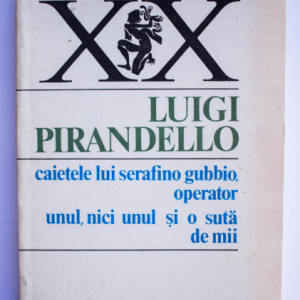 XX
LUIGI
PIRANDELLO
caietele lui serafino gubbio,
operator
unul, nici unul și o sută
de mii